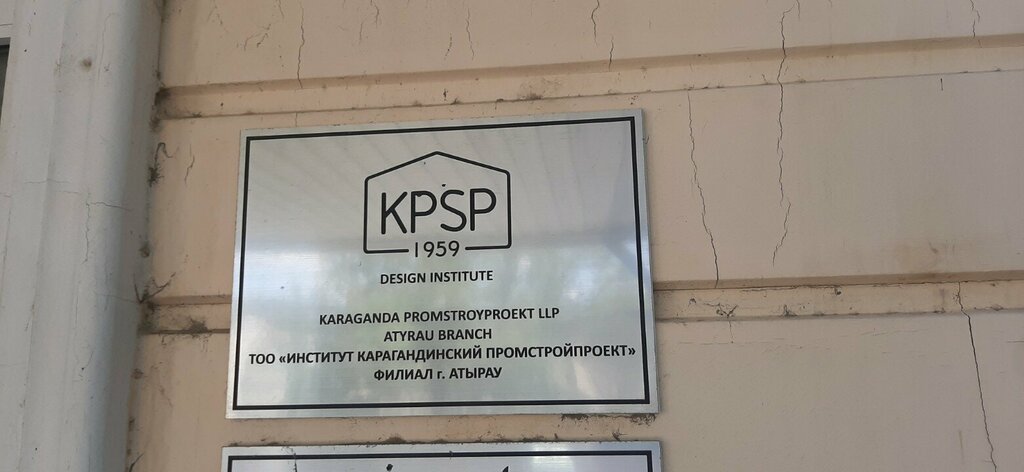 KPSP
1959
DESIGN INSTITUTE
KARAGANDA PROMSTROYPROEKT LLP
ATYRAU BRANCH
ТОО «ИНСТИТУТ КАРАГАНДИНСКИЙ ПРОМСТРОЙПРОЕКТ»
ФИЛИАЛ г. АТЫРАУ